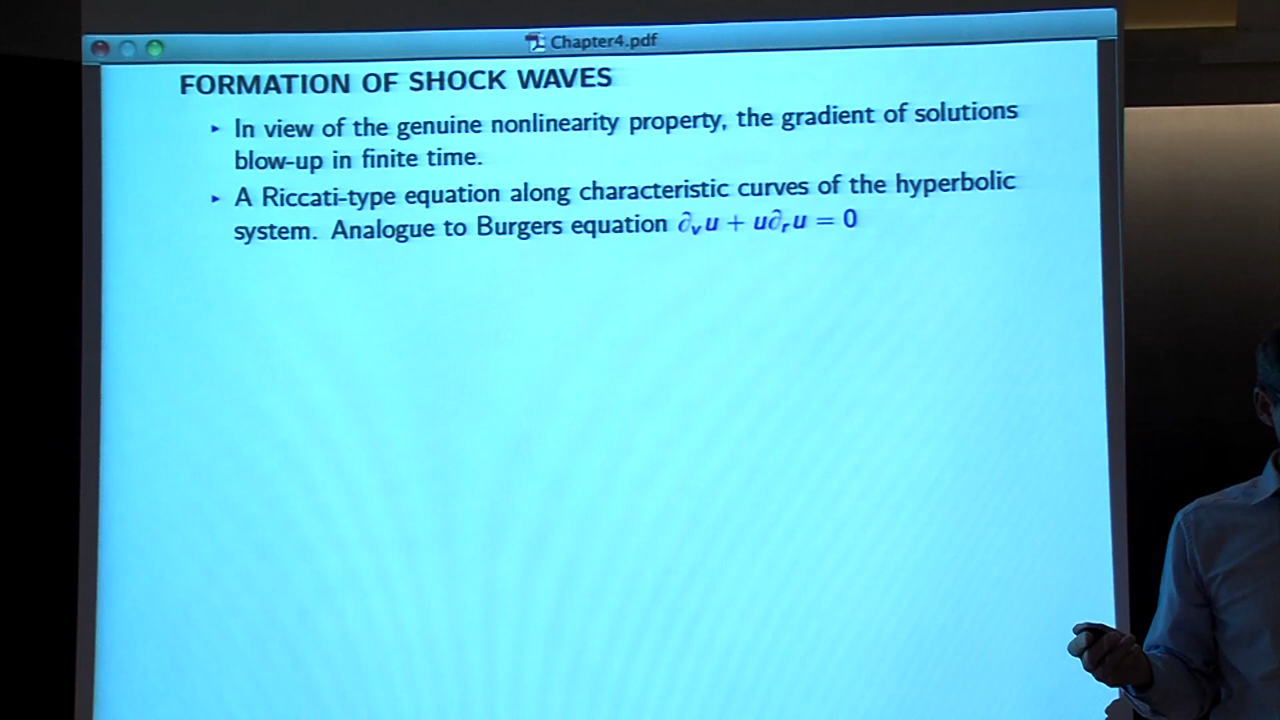 Chapter4.pdf
FORMATION OF SHOCK WAVES
▸ In view of the genuine nonlinearity property, the gradient of solutions
blow-up in finite time.
▸ A Riccati-type equation along characteristic curves of the hyperbolic
system. Analogue to Burgers equation ∂ᵥu + u∂ᵣu = 0